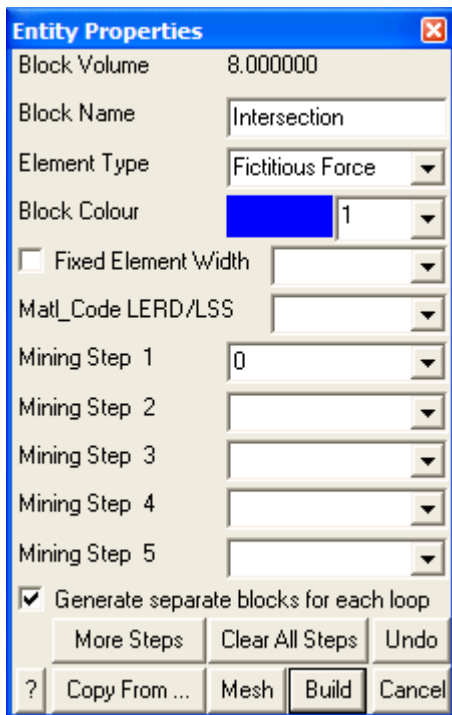 Entity Properties
Block Volume 8.000000
Block Name Intersection
Element Type Fictitious Force
Block Colour 1
Fixed Element Width
Matl_Code LERD/LSS
Mining Step 1 0
Mining Step 2
Mining Step 3
Mining Step 4
Mining Step 5
Generate separate blocks for each loop
More Steps Clear All Steps Undo
? Copy From ... Mesh Build Cancel